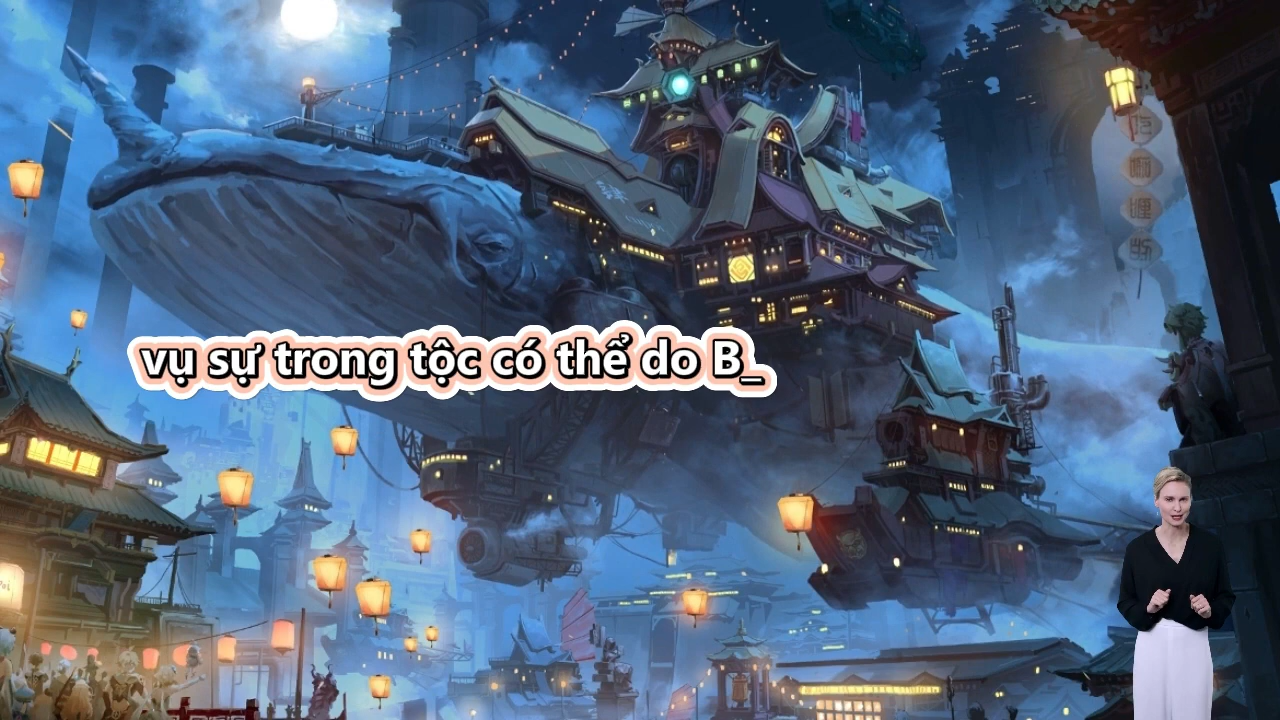 vụ sự trong tộc có thể do B_